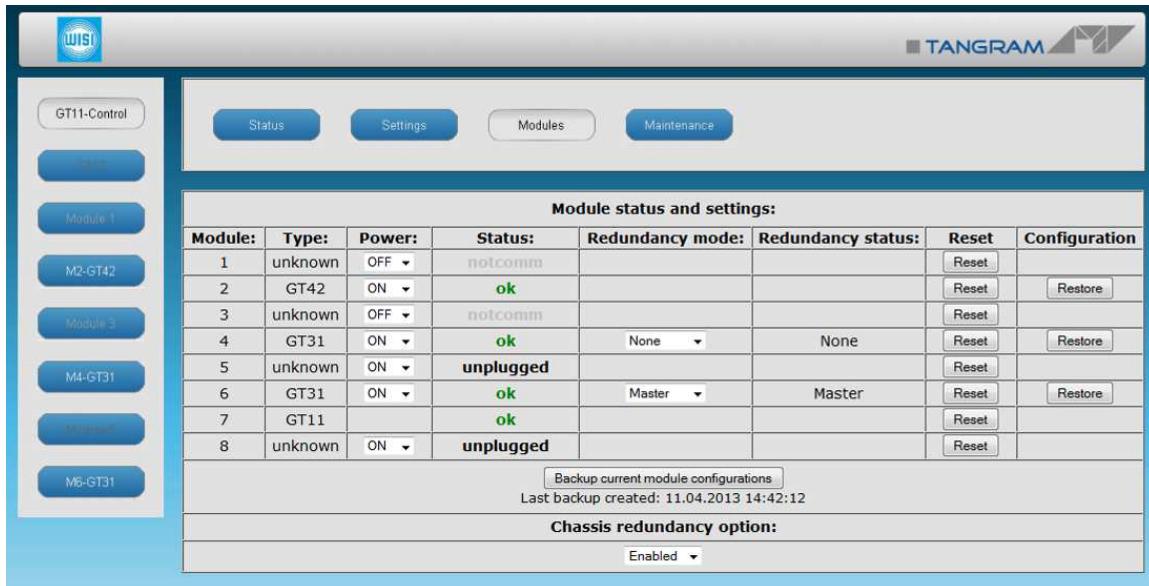 WISI
TANGRAM
GT11-Control
Module 1
M2-GT42
Module 3
M4-GT31
M6-GT31
Status Settings Modules Maintenance
Module status and settings:
Module: Type: Power: Status: Redundancy mode: Redundancy status: Reset Configuration
1 unknown OFF notcomm Reset
2 GT42 ON ok Reset Restore
3 unknown OFF notcomm Reset
4 GT31 ON ok None None Reset Restore
5 unknown ON unplugged Reset
6 GT31 ON ok Master Master Reset Restore
7 GT11 ok Reset
8 unknown ON unplugged Reset
Backup current module configurations
Last backup created: 11.04.2013 14:42:12
Chassis redundancy option:
Enabled